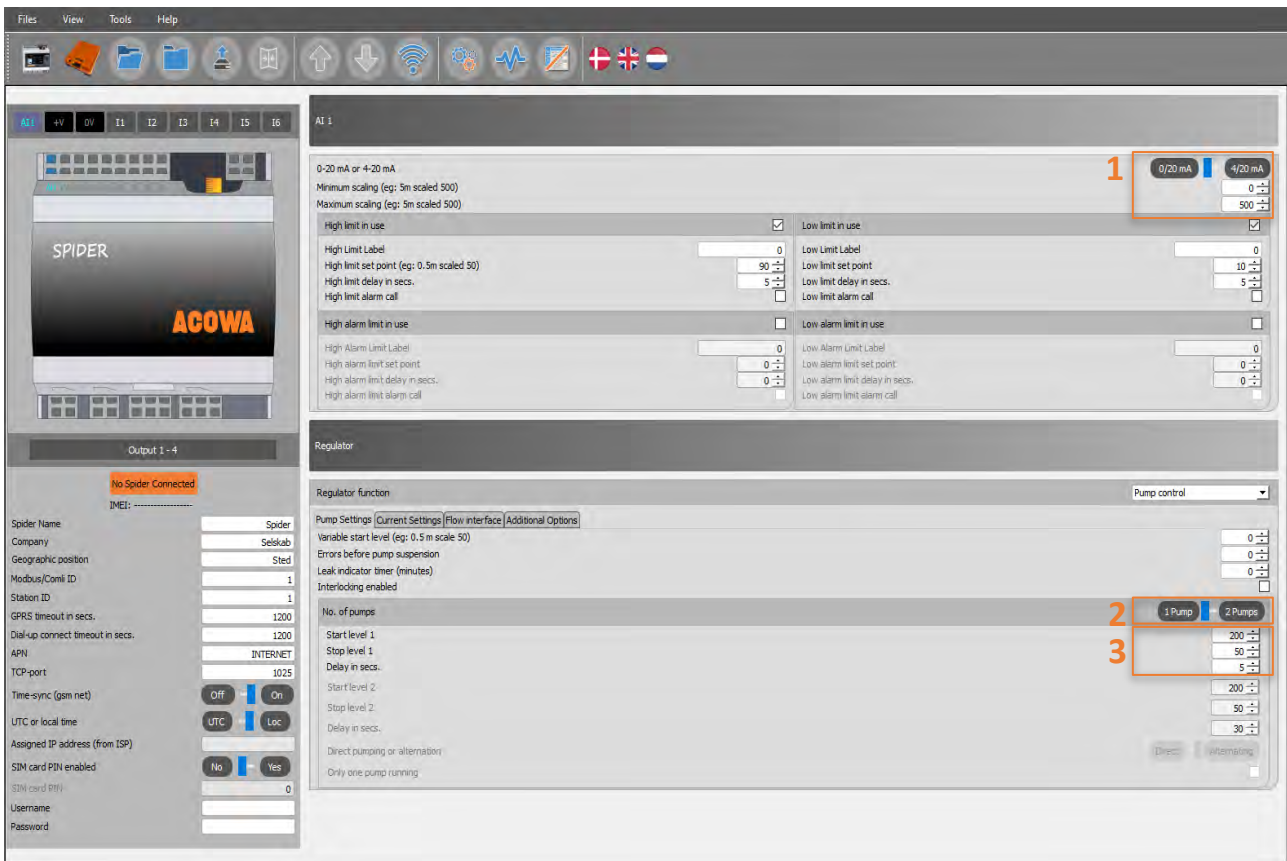 Files View Tools Help
AI1 +V 0V I1 I2 I3 I4 I5 I6
SPIDER
ACOWA
Output 1 - 4
No Spider Connected
IMEI: ------------------
Spider Name Spider
Company Selskab
Geographic position Sted
Modbus/Comli ID 1
Station ID 1
GPRS timeout in secs. 1200
Dial-up connect timeout in secs. 1200
APN INTERNET
TCP-port 1025
Time-sync (gsm net) Off On
UTC or local time UTC Loc
Assigned IP address (from ISP)
SIM card PIN enabled No Yes
SIM card PIN 0
Username
Password
AI 1
0-20 mA or 4-20 mA 1 0/20 mA 4/20 mA
Minimum scaling (eg: 5m scaled 500) 0
Maximum scaling (eg: 5m scaled 500) 500
High limit in use Low limit in use
High Limit Label 0 Low Limit Label 0
High limit set point (eg: 0.5m scaled 50) 90 Low limit set point 10
High limit delay in secs. 5 Low limit delay in secs. 5
High limit alarm call Low limit alarm call
High alarm limit in use Low alarm limit in use
High Alarm Limit Label 0 Low Alarm Limit Label 0
High alarm limit set point 0 Low alarm limit set point 0
High alarm limit delay in secs. 0 Low alarm limit delay in secs. 0
High alarm limit alarm call Low alarm limit alarm call
Regulator
Regulator function Pump control
Pump Settings Current Settings Flow interface Additional Options
Variable start level (eg: 0.5 m scale 50) 0
Errors before pump suspension 0
Leak indicator timer (minutes) 0
Interlocking enabled
No. of pumps 2 1 Pump 2 Pumps
Start level 1 200
Stop level 1 3 50
Delay in secs. 5
Start level 2 200
Stop level 2 50
Delay in secs. 30
Direct pumping or alternation Direct Alternating
Only one pump running